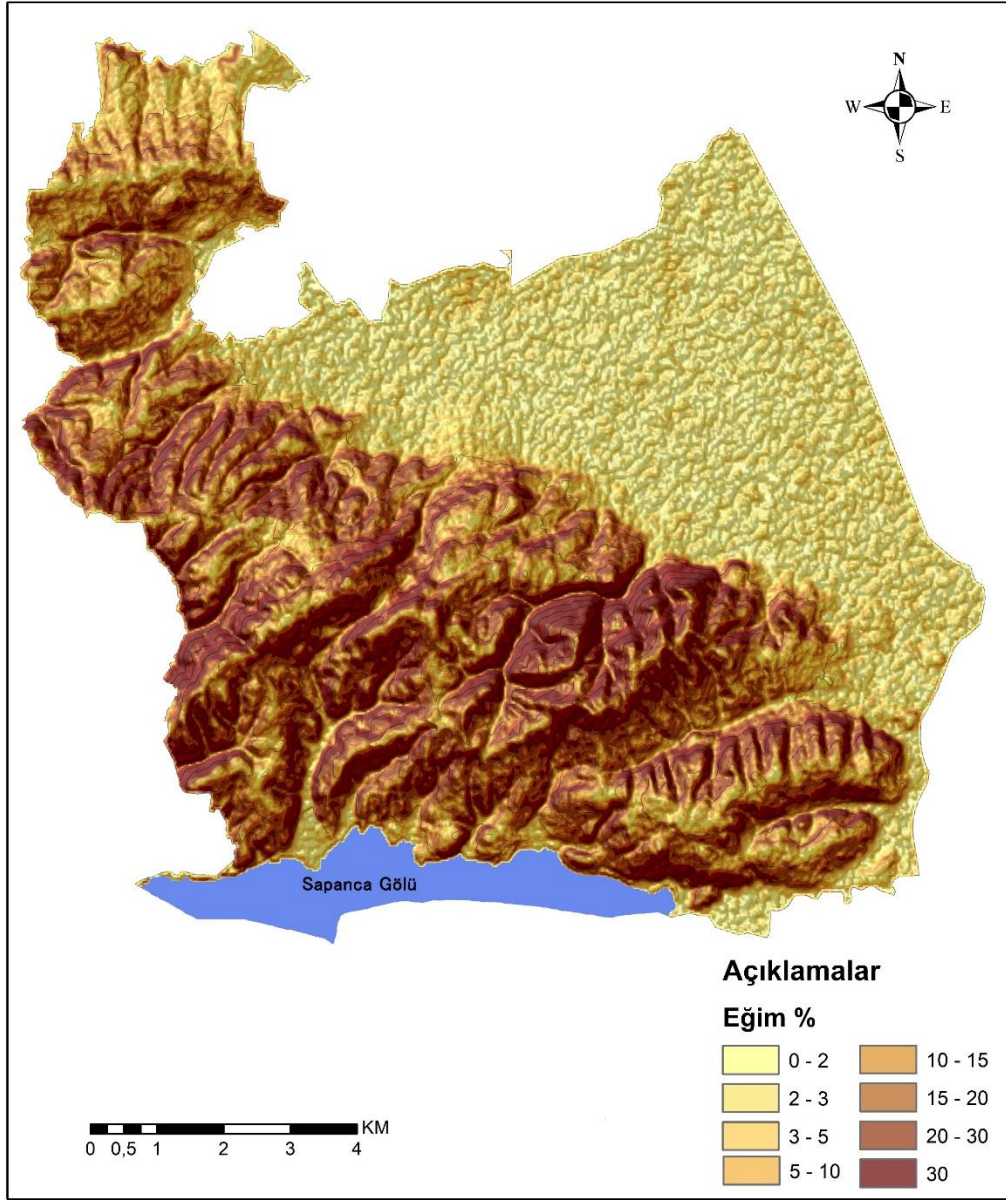 N
W E
S
Sapanca Gölü
Açıklamalar
Eğim %
0 - 2
2 - 3
3 - 5
5 - 10
10 - 15
15 - 20
20 - 30
30
KM
0 0,5 1 2 3 4